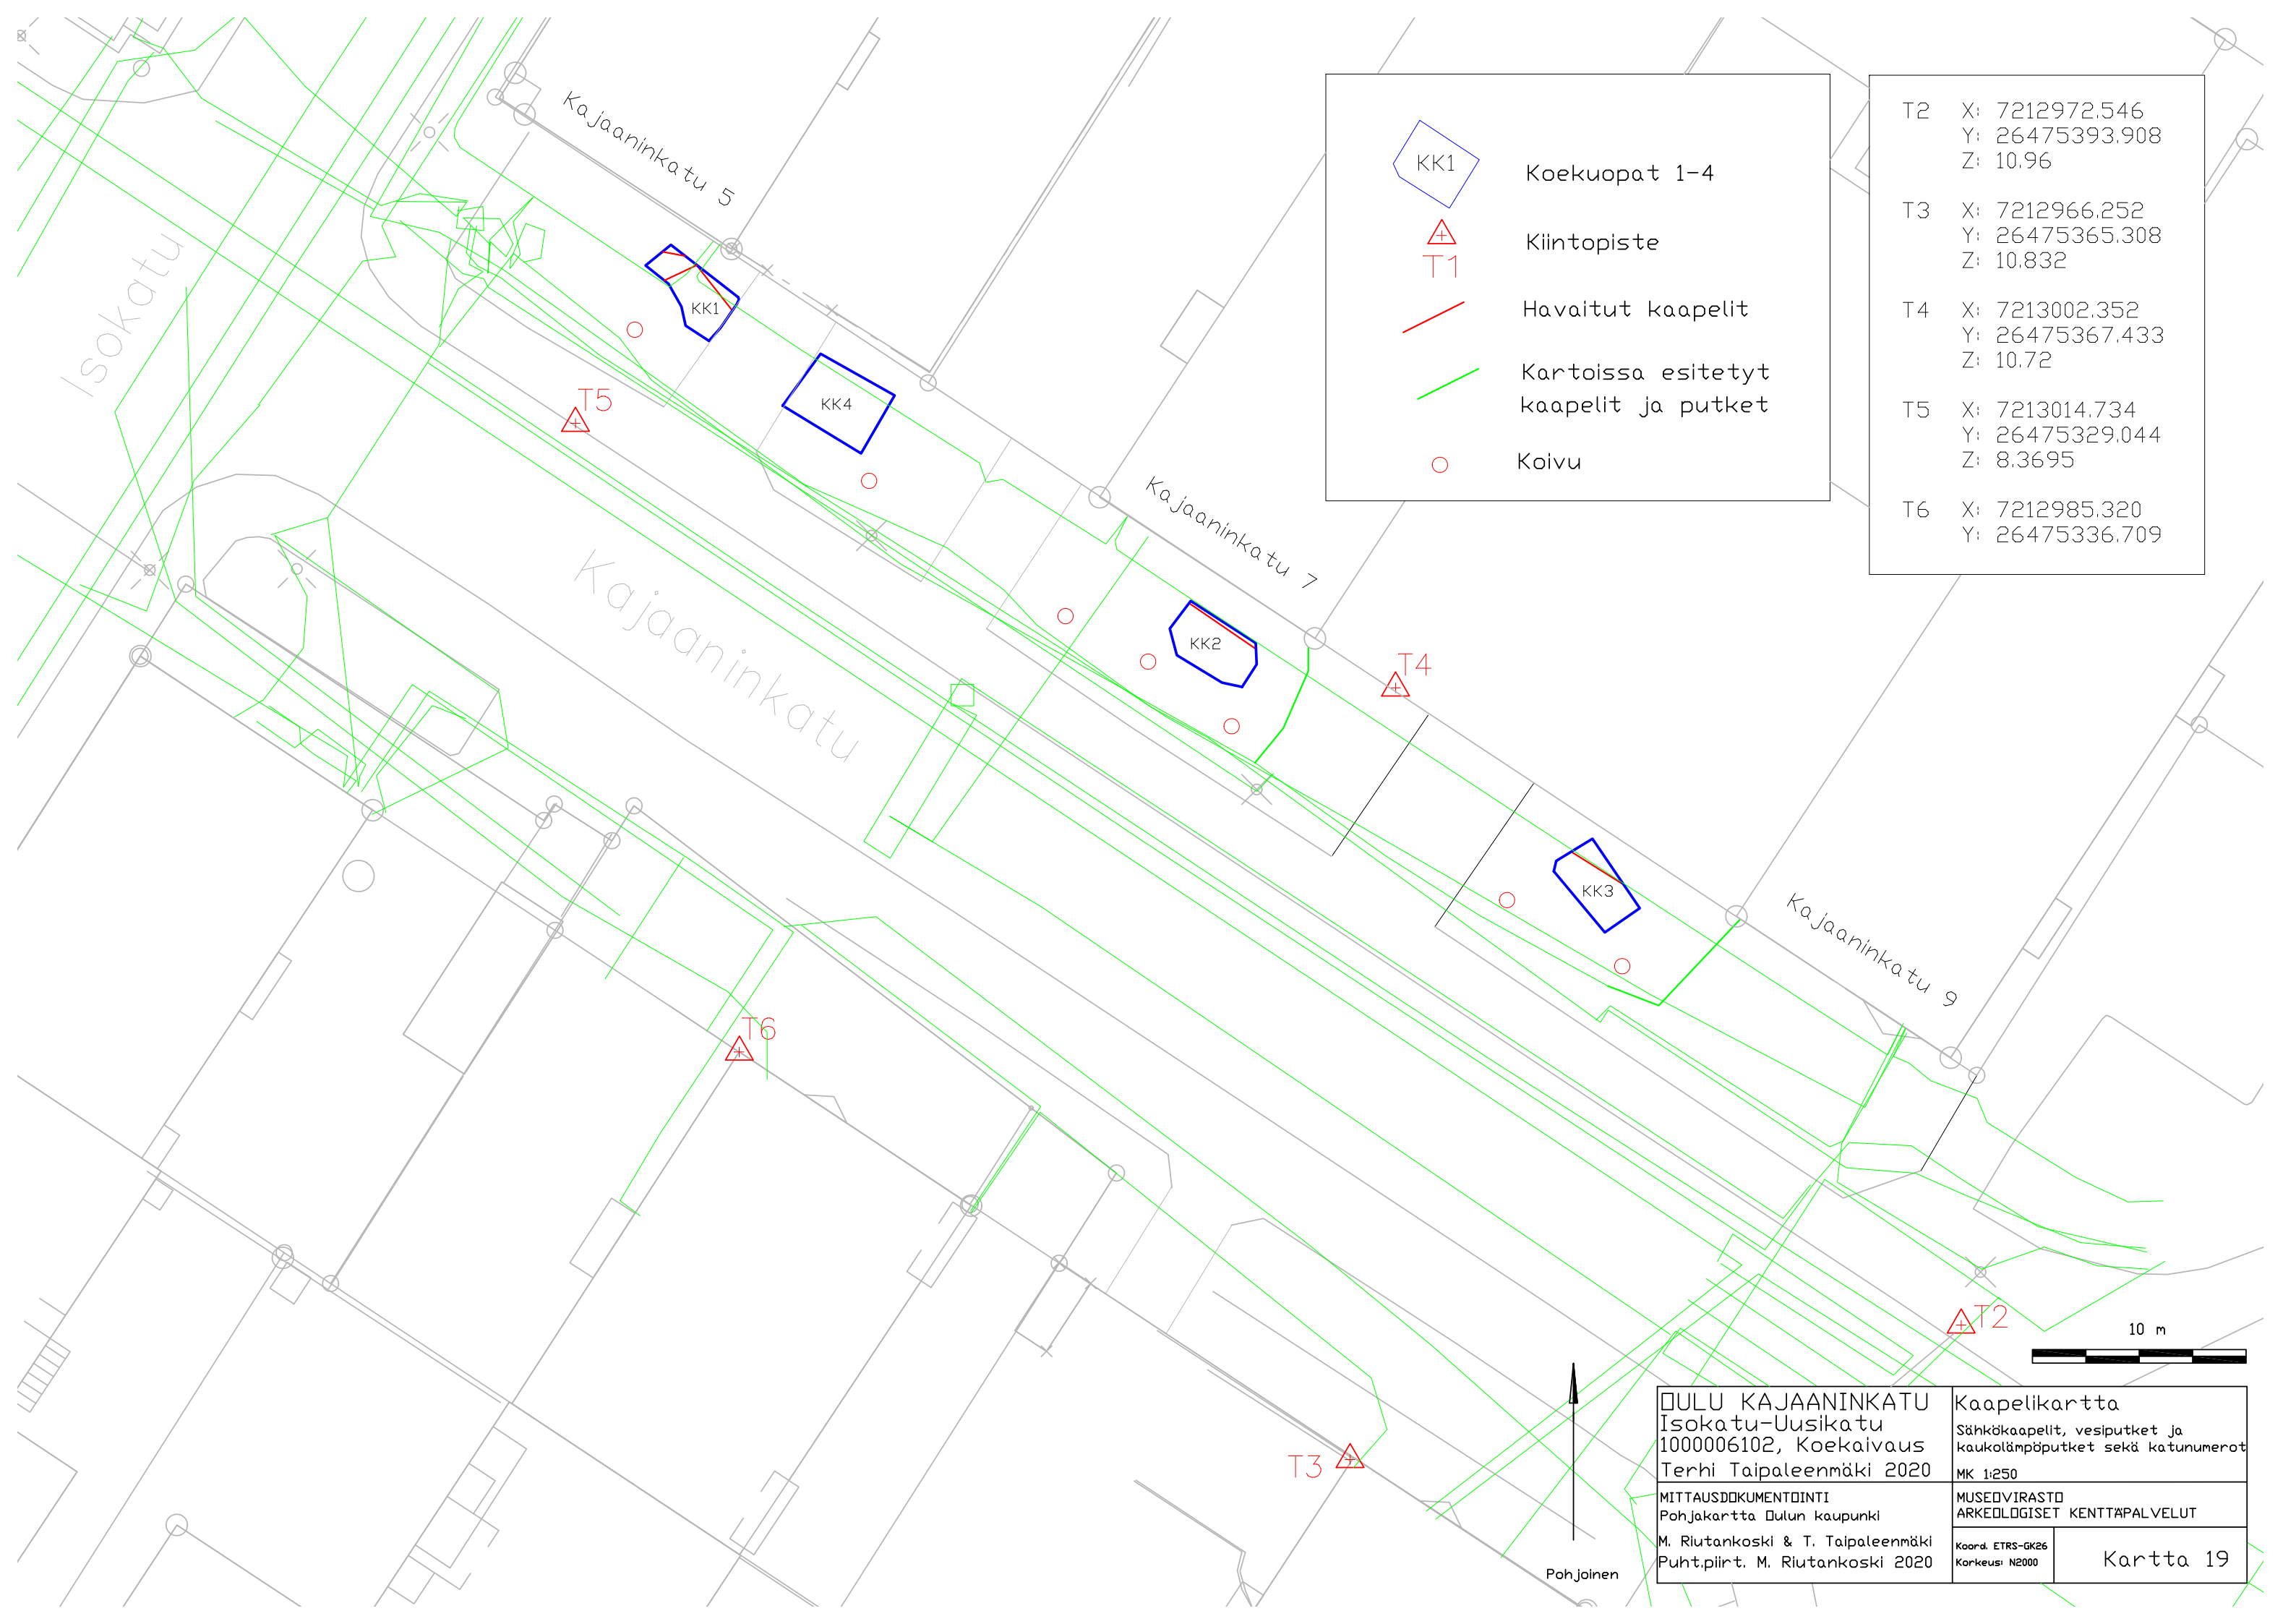 Isokatu
Kajaaninkatu 5
Kajaaninkatu 7
Kajaaninkatu 9
Kajaaninkatu
KK1
KK4
KK2
KK3
T5
T4
T6
T3
T2
KK1
Koekuopat 1-4
T1
Kiintopiste
Havaitut kaapelit
Kartoissa esitetyt
kaapelit ja putket
Koivu
T2 X: 7212972.546
Y: 26475393.908
Z: 10.96
T3 X: 7212966.252
Y: 26475365.308
Z: 10.832
T4 X: 7213002.352
Y: 26475367.433
Z: 10.72
T5 X: 7213014.734
Y: 26475329.044
Z: 8.3695
T6 X: 7212985.320
Y: 26475336.709
10 m
Pohjoinen
OULU KAJAANINKATU
Isokatu-Uusikatu
1000006102, Koekaivaus
Terhi Taipaleenmäki 2020
Kaapelikartta
Sähkökaapelit, vesiputket ja
kaukolämpöputket sekä katunumerot
MK 1:250
MITTAUSDOKUMENTOINTI
Pohjakartta Oulun kaupunki
M. Riutankoski & T. Taipaleenmäki
Puht.piirt. M. Riutankoski 2020
MUSEOVIRASTO
ARKEOLOGISET KENTTÄPALVELUT
Koord. ETRS-GK26
Korkeus: N2000
Kartta 19